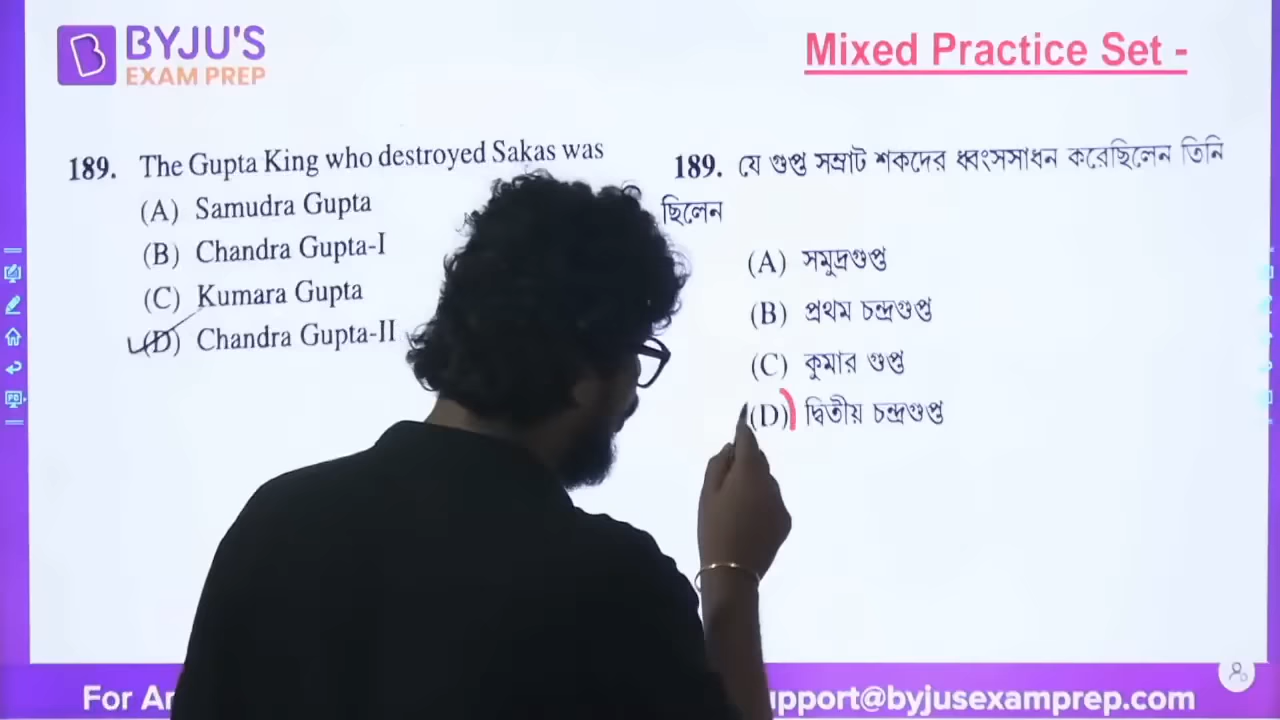 BYJU'S
EXAM PREP
Mixed Practice Set -
189. The Gupta King who destroyed Sakas was
(A) Samudra Gupta
(B) Chandra Gupta-I
(C) Kumara Gupta
(D) Chandra Gupta-II
189. যে গুপ্ত সম্রাট শকদের ধ্বংসসাধন করেছিলেন তিনি
ছিলেন
(A) সমুদ্রগুপ্ত
(B) প্রথম চন্দ্রগুপ্ত
(C) কুমার গুপ্ত
(D) দ্বিতীয় চন্দ্রগুপ্ত
For
upport@byjusexamprep.com